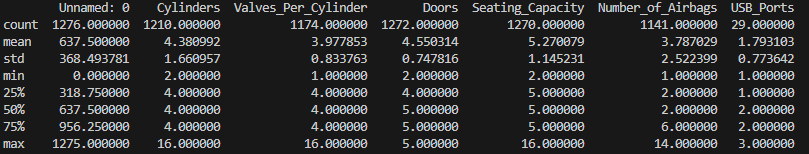 Unnamed: 0 Cylinders Valves_Per_Cylinder Doors Seating_Capacity Number_of_Airbags USB_Ports
count 1276.000000 1210.000000 1174.000000 1272.000000 1270.000000 1141.000000 29.000000
mean 637.500000 4.380992 3.977853 4.550314 5.270079 3.787029 1.793103
std 368.493781 1.660957 0.833763 0.747816 1.145231 2.522399 0.773642
min 0.000000 2.000000 1.000000 2.000000 2.000000 1.000000 1.000000
25% 318.750000 4.000000 4.000000 4.000000 5.000000 2.000000 1.000000
50% 637.500000 4.000000 4.000000 5.000000 5.000000 2.000000 2.000000
75% 956.250000 4.000000 4.000000 5.000000 5.000000 6.000000 2.000000
max 1275.000000 16.000000 16.000000 5.000000 16.000000 14.000000 3.000000